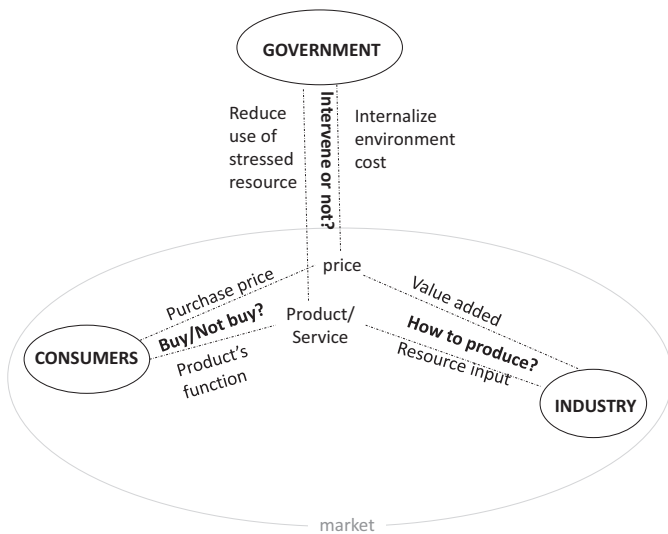 GOVERNMENT
Reduce
use of
stressed
resource
Intervene or not?
Internalize
environment
cost
price
Purchase price
Buy/Not buy?
Product's
function
CONSUMERS
Product/
Service
Value added
How to produce?
Resource input
INDUSTRY
market